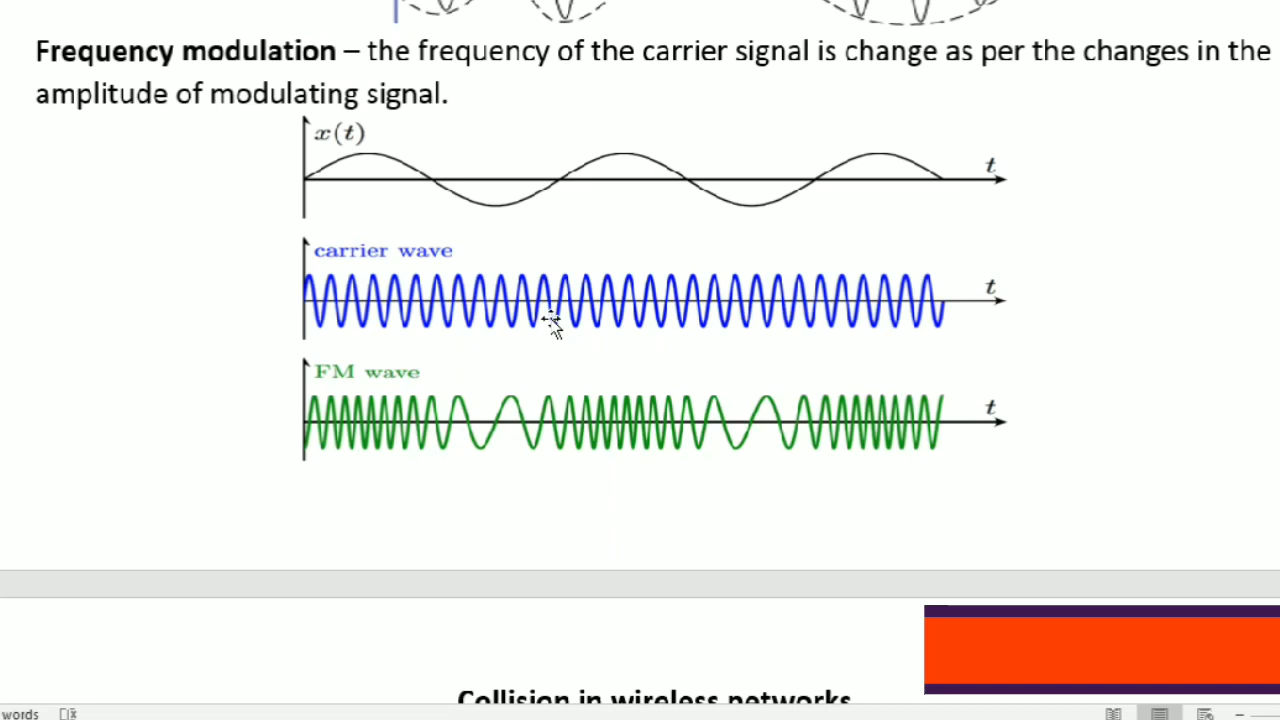 Frequency modulation – the frequency of the carrier signal is change as per the changes in the
amplitude of modulating signal.
x(t)
t
carrier wave
t
FM wave
t
Collision in wireless networks
words